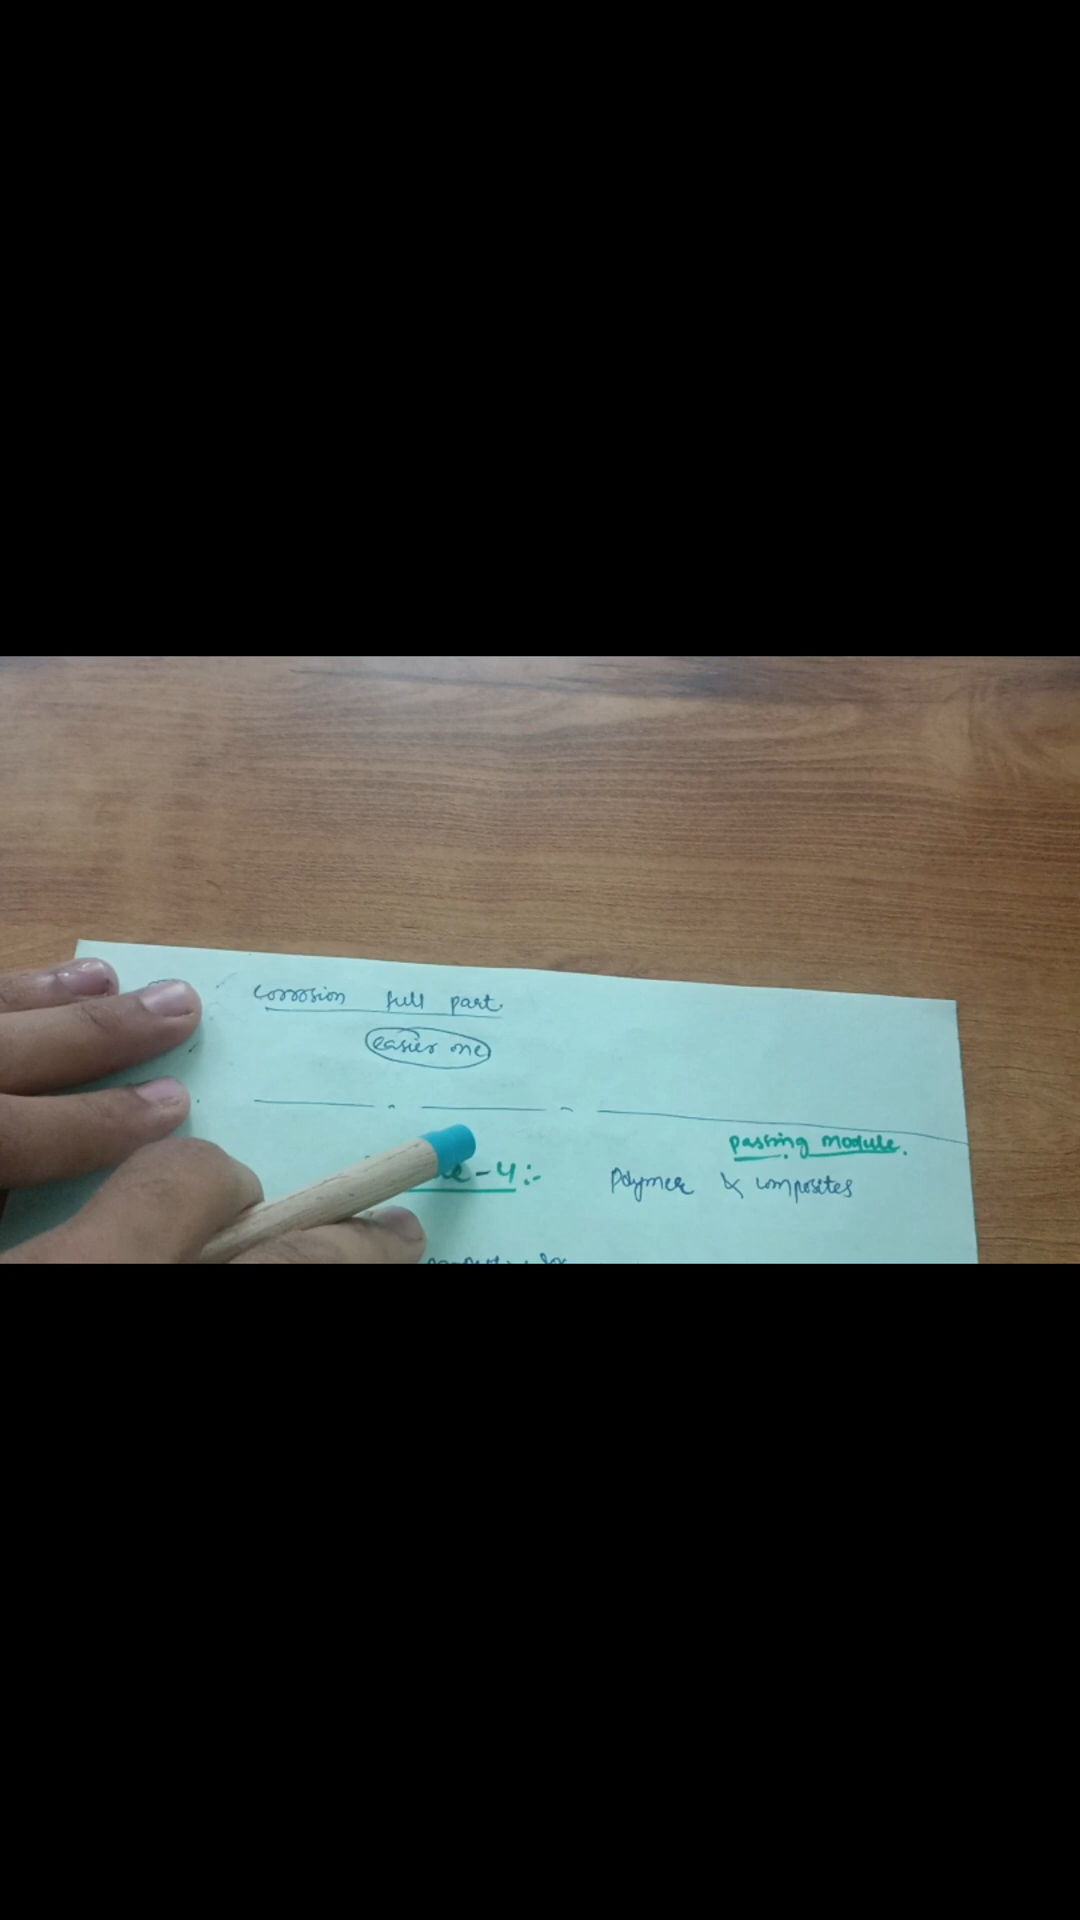 corrosion full part.
easier one
passing module.
-4:- Polymer & composites